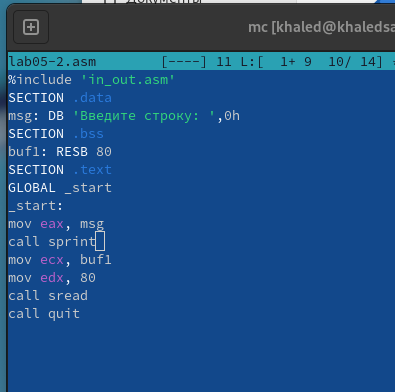 Документы
mc [khaled@khaledsa
lab05-2.asm [----] 11 L:[ 1+ 9 10/ 14]
%include 'in_out.asm'
SECTION .data
msg: DB 'Введите строку: ',0h
SECTION .bss
buf1: RESB 80
SECTION .text
GLOBAL _start
_start:
mov eax, msg
call sprint
mov ecx, buf1
mov edx, 80
call sread
call quit